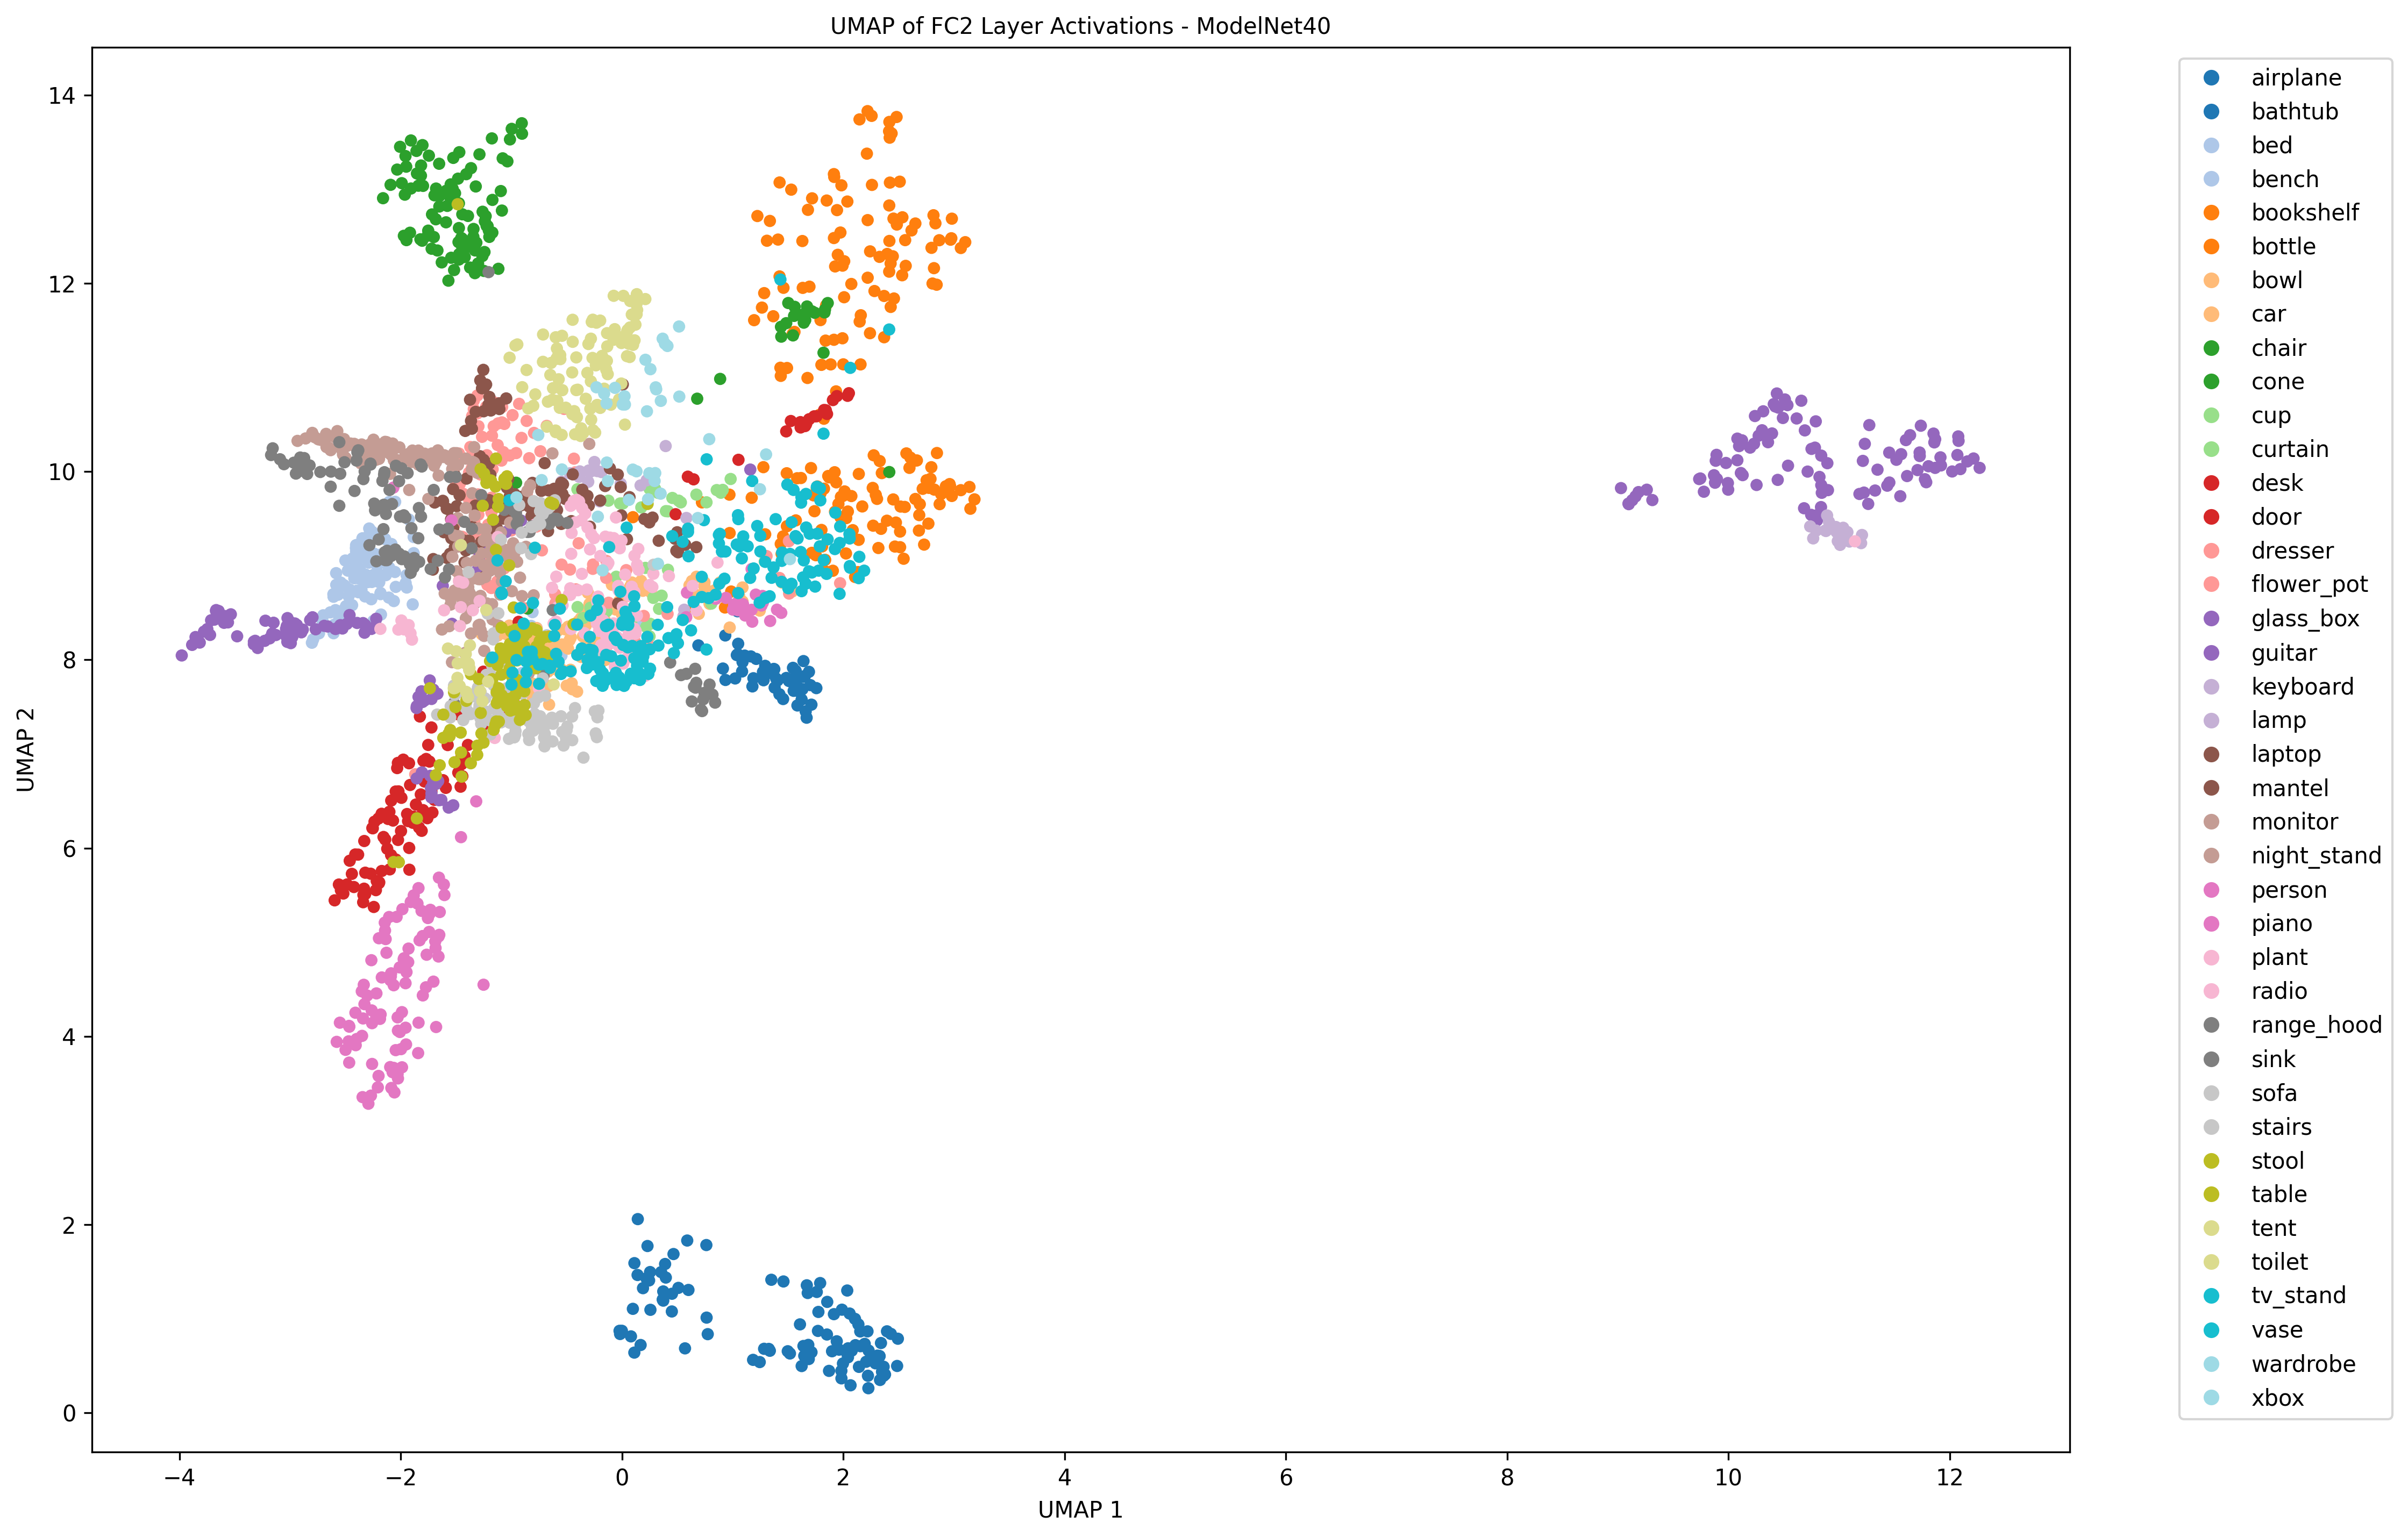 UMAP of FC2 Layer Activations - ModelNet40
14
12
10
8
6
4
2
0
UMAP 2
−4
−2
0
2
4
6
8
10
12
UMAP 1
airplane
bathtub
bed
bench
bookshelf
bottle
bowl
car
chair
cone
cup
curtain
desk
door
dresser
flower_pot
glass_box
guitar
keyboard
lamp
laptop
mantel
monitor
night_stand
person
piano
plant
radio
range_hood
sink
sofa
stairs
stool
table
tent
toilet
tv_stand
vase
wardrobe
xbox